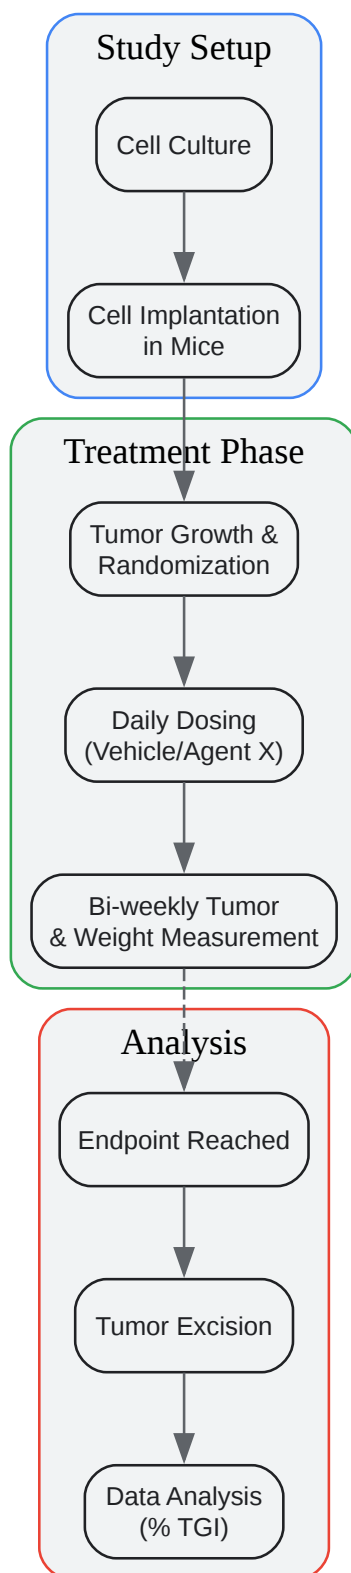 Study Setup
Cell Culture
Cell Implantation
in Mice
Treatment Phase
Tumor Growth &
Randomization
Daily Dosing
(Vehicle/Agent X)
Bi-weekly Tumor
& Weight Measurement
Analysis
Endpoint Reached
Tumor Excision
Data Analysis
(% TGI)